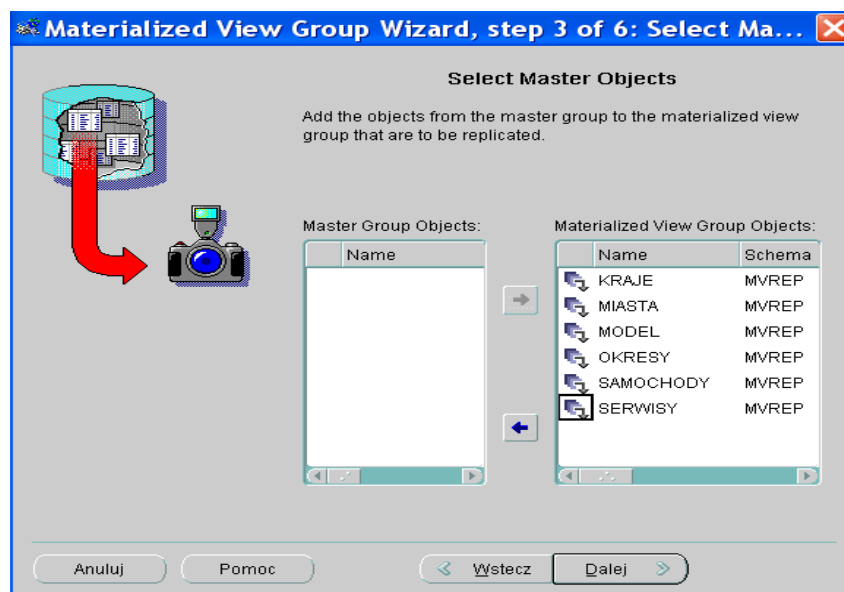 Materialized View Group Wizard, step 3 of 6: Select Ma...
Select Master Objects
Add the objects from the master group to the materialized view
group that are to be replicated.
Master Group Objects:
Name
Materialized View Group Objects:
Name Schema
KRAJE MVREP
MIASTA MVREP
MODEL MVREP
OKRESY MVREP
SAMOCHODY MVREP
SERWISY MVREP
Anuluj Pomoc Wstecz Dalej